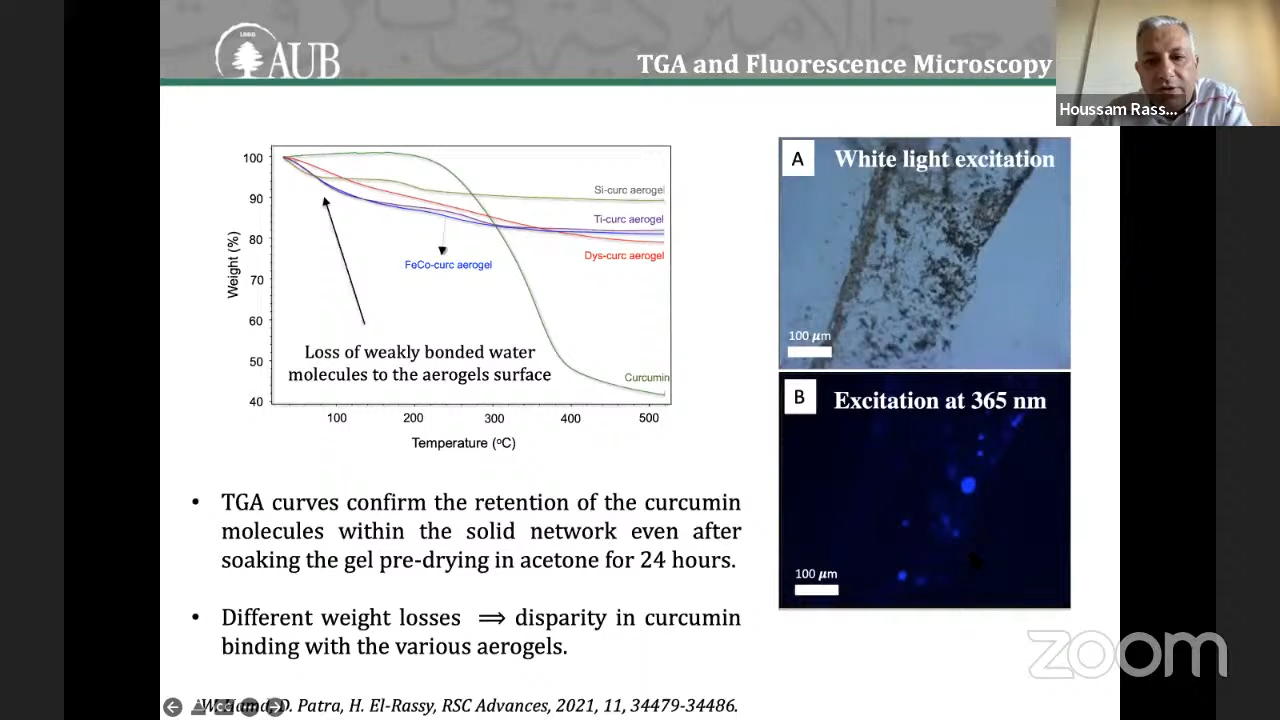 AUB
TGA and Fluorescence Microscopy
Houssam Rass...
100
90
80
70
60
50
40
Weight (%)
Si-curc aerogel
Ti-curc aerogel
Dys-curc aerogel
FeCo-curc aerogel
Loss of weakly bonded water
molecules to the aerogels surface
Curcumin
100 200 300 400 500
Temperature (ºC)
A White light excitation
100 μm
B Excitation at 365 nm
100 μm
• TGA curves confirm the retention of the curcumin
molecules within the solid network even after
soaking the gel pre-drying in acetone for 24 hours.
• Different weight losses ⟹ disparity in curcumin
binding with the various aerogels.
D. Patra, H. El-Rassy, RSC Advances, 2021, 11, 34479-34486.
zoom